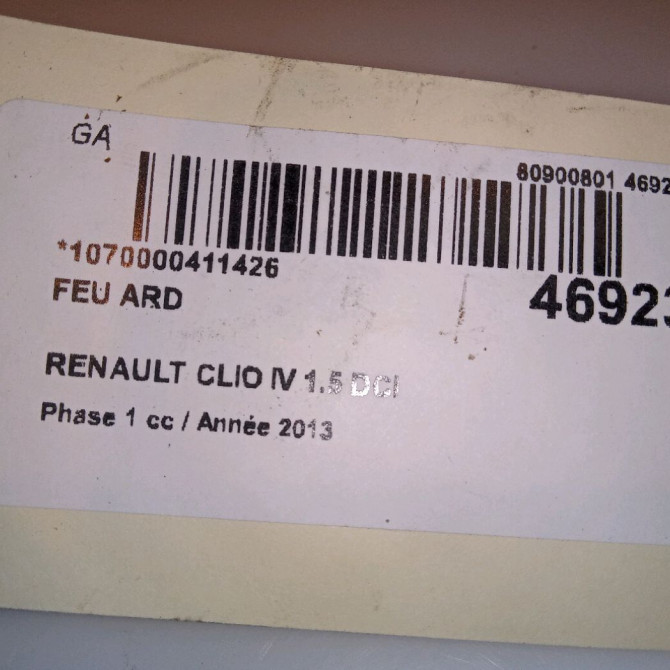 GA
80900801 4692
*1070000411426
FEU ARD
4692
RENAULT CLIO IV 1.5 DCI
Phase 1 cc / Année 2013